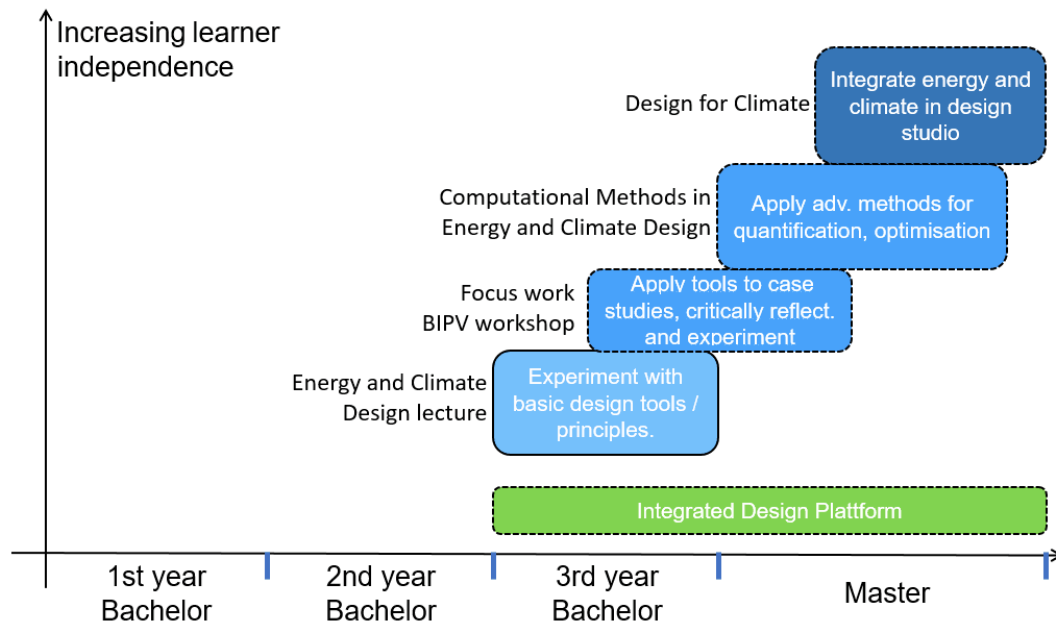 Increasing learner
independence
Design for Climate
Integrate energy and
climate in design
studio
Computational Methods in
Energy and Climate Design
Apply adv. methods for
quantification, optimisation
Focus work
BIPV workshop
Apply tools to case
studies, critically reflect. 
and experiment
Energy and Climate
Design lecture
Experiment with
basic design tools /
principles.
Integrated Design Plattform
1st year
Bachelor
2nd year
Bachelor
3rd year
Bachelor
Master